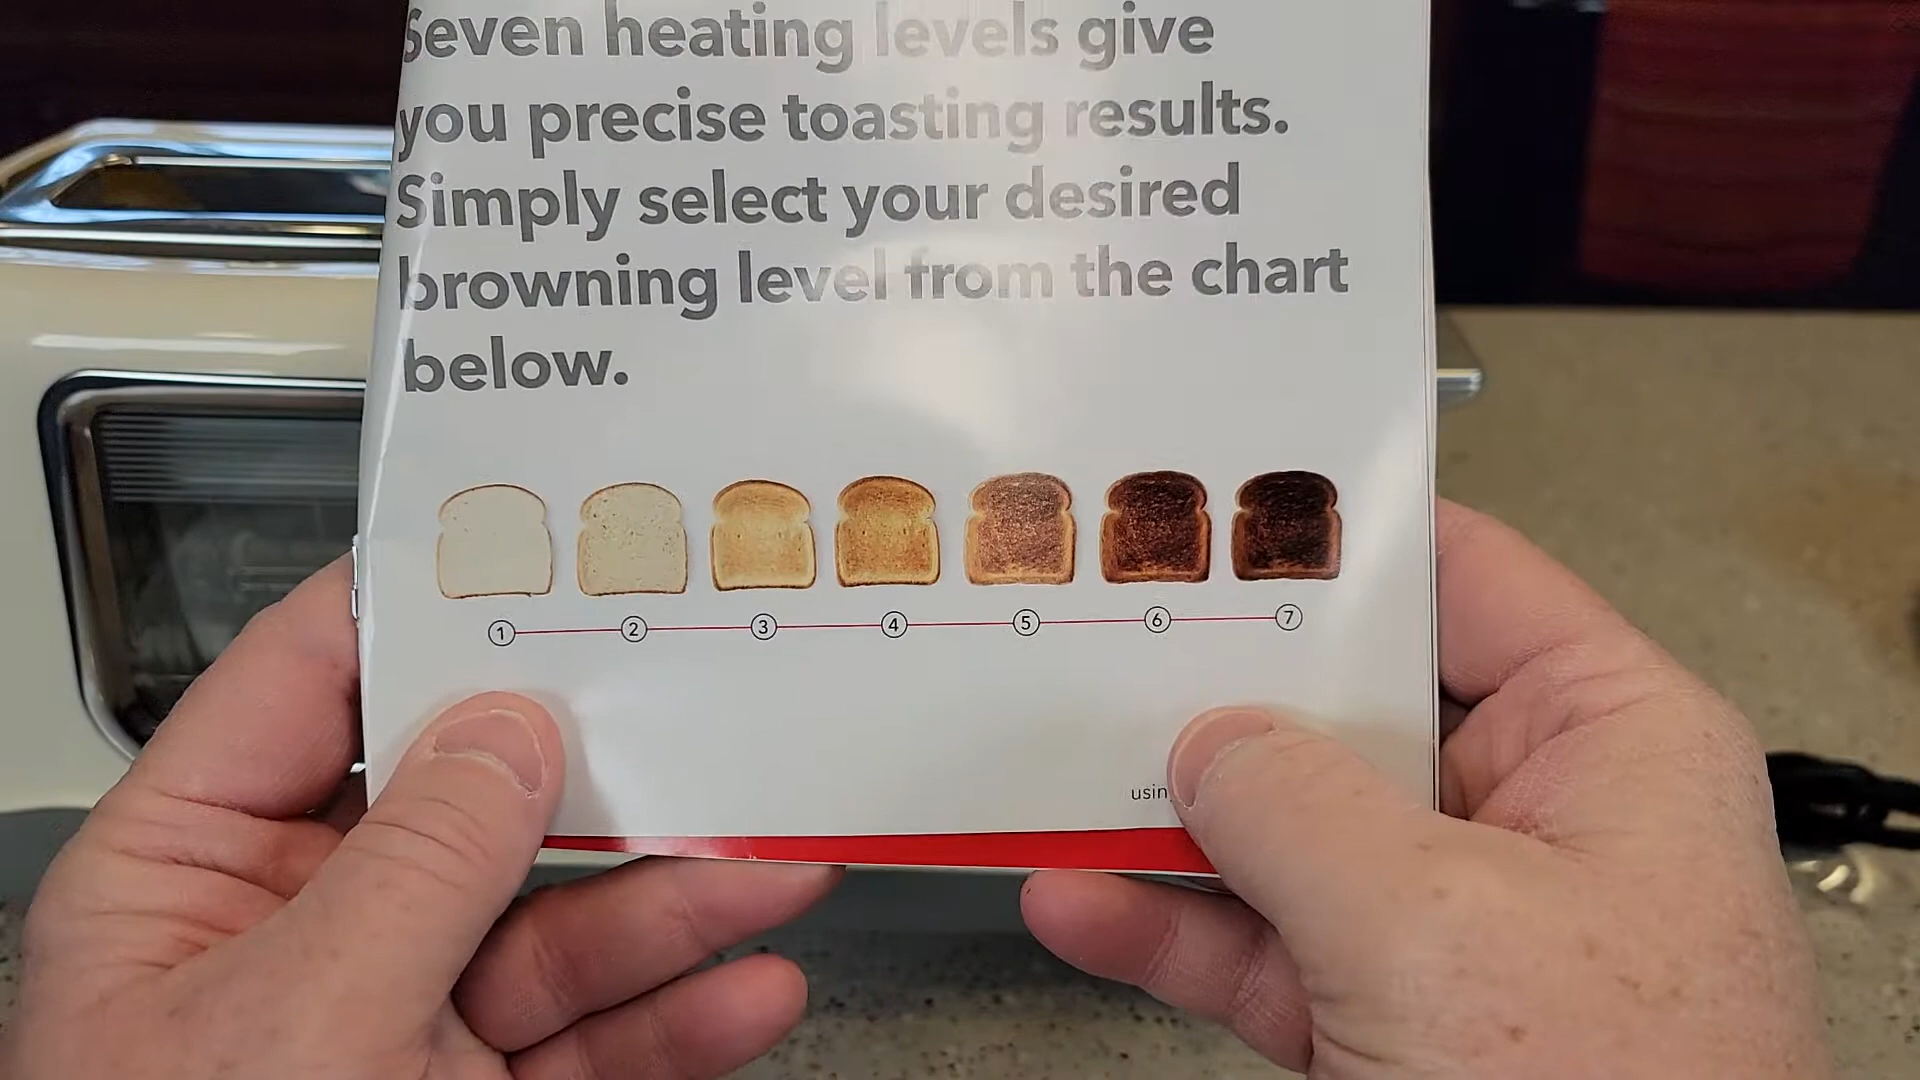 Seven heating levels give
you precise toasting results.
Simply select your desired
browning level from the chart
below.
1 2 3 4 5 6 7